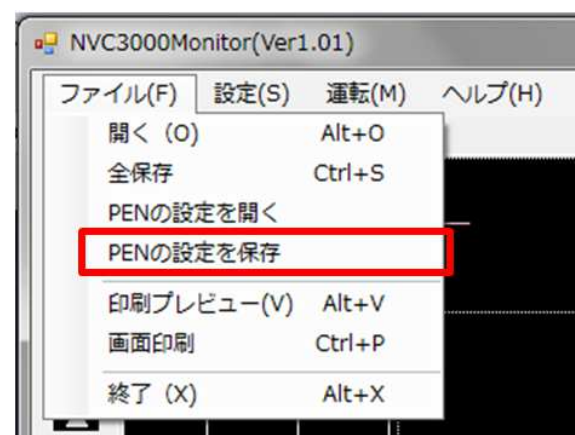 NVC3000Monitor(Ver1.01)
ファイル(F) 設定(S) 運転(M) ヘルプ(H)
開く（O） Alt+O
全保存 Ctrl+S
PENの設定を開く
PENの設定を保存
印刷プレビュー(V) Alt+V
画面印刷 Ctrl+P
終了（X） Alt+X